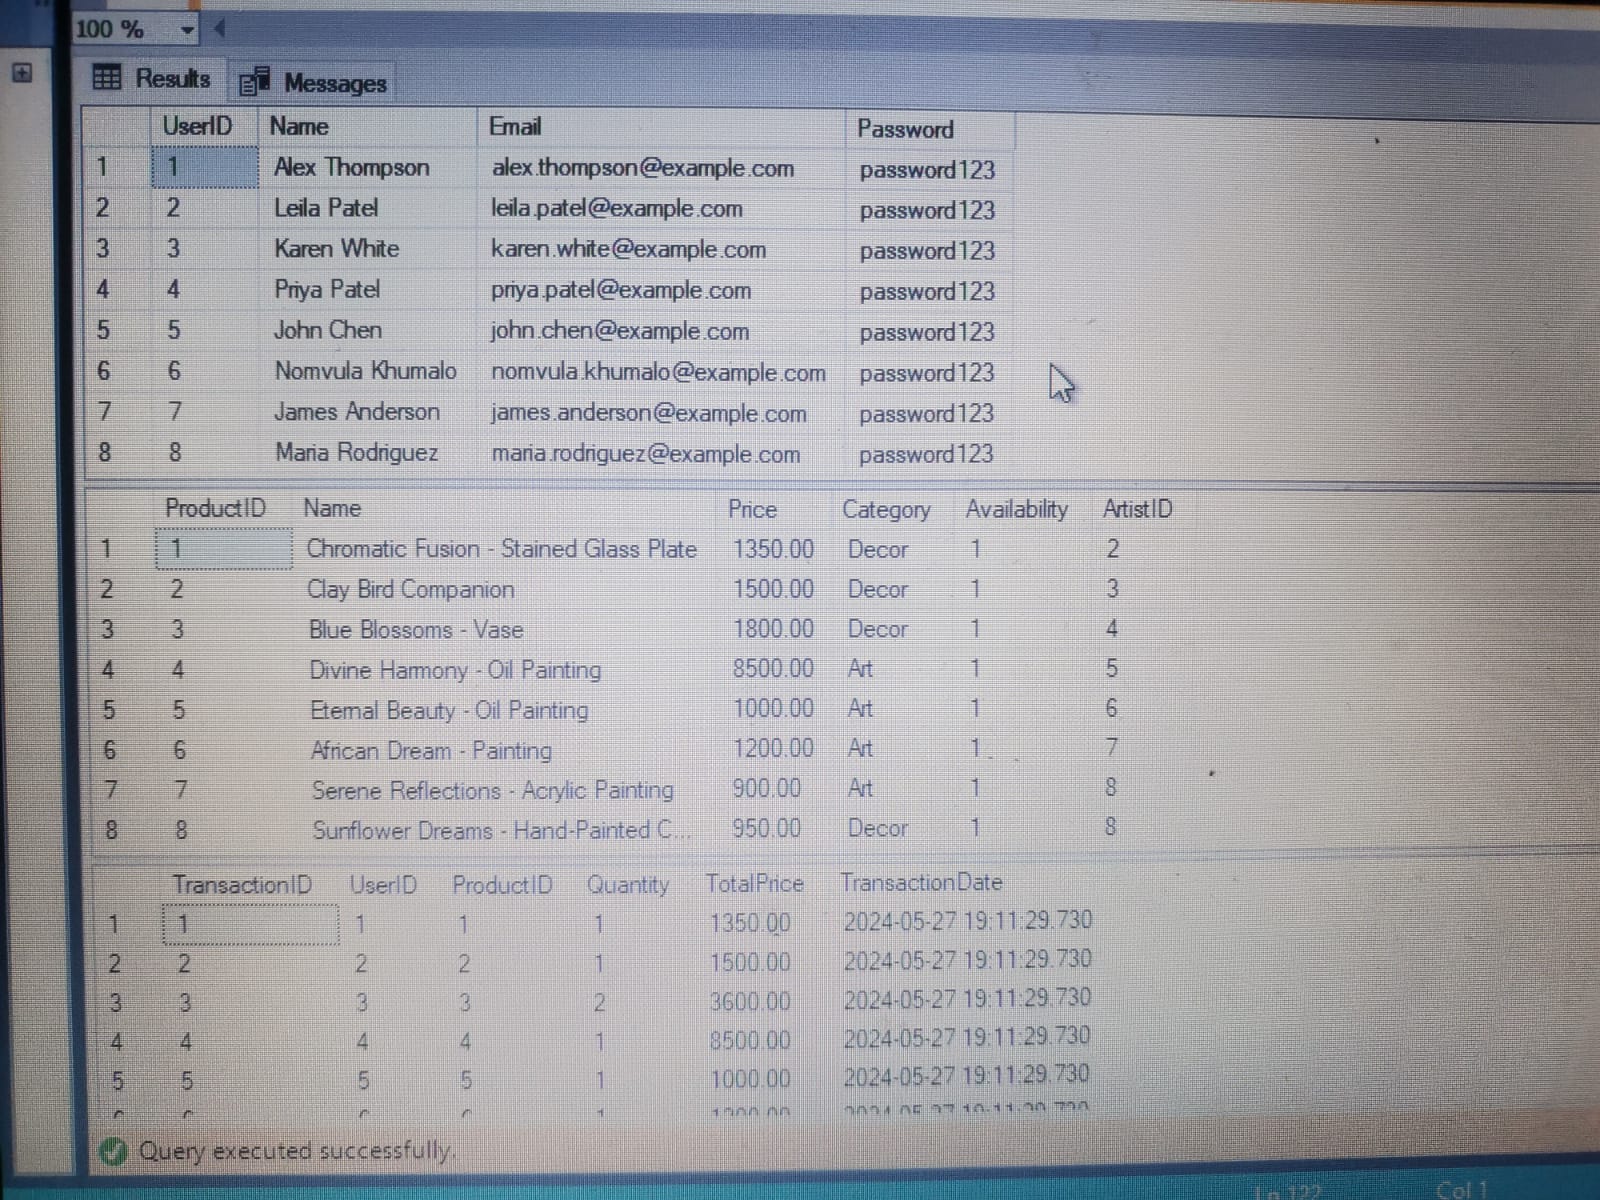 100 %
Results Messages
UserID Name Email Password
1 1 Alex Thompson alex.thompson@example.com password123
2 2 Leila Patel leila.patel@example.com password123
3 3 Karen White karen.white@example.com password123
4 4 Priya Patel priya.patel@example.com password123
5 5 John Chen john.chen@example.com password123
6 6 Nomvula Khumalo nomvula.khumalo@example.com password123
7 7 James Anderson james.anderson@example.com password123
8 8 Maria Rodriguez maria.rodriguez@example.com password123
ProductID Name Price Category Availability ArtistID
1 1 Chromatic Fusion - Stained Glass Plate 1350.00 Decor 1 2
2 2 Clay Bird Companion 1500.00 Decor 1 3
3 3 Blue Blossoms - Vase 1800.00 Decor 1 4
4 4 Divine Harmony - Oil Painting 8500.00 Art 1 5
5 5 Eternal Beauty - Oil Painting 1000.00 Art 1 6
6 6 African Dream - Painting 1200.00 Art 1 7
7 7 Serene Reflections - Acrylic Painting 900.00 Art 1 8
8 8 Sunflower Dreams - Hand-Painted C... 950.00 Decor 1 8
TransactionID UserID ProductID Quantity TotalPrice TransactionDate
1 1 1 1 1 1350.00 2024-05-27 19:11:29.730
2 2 2 2 1 1500.00 2024-05-27 19:11:29.730
3 3 3 3 2 3600.00 2024-05-27 19:11:29.730
4 4 4 4 1 8500.00 2024-05-27 19:11:29.730
5 5 5 5 1 1000.00 2024-05-27 19:11:29.730
Query executed successfully.
Ln 122 Col 1